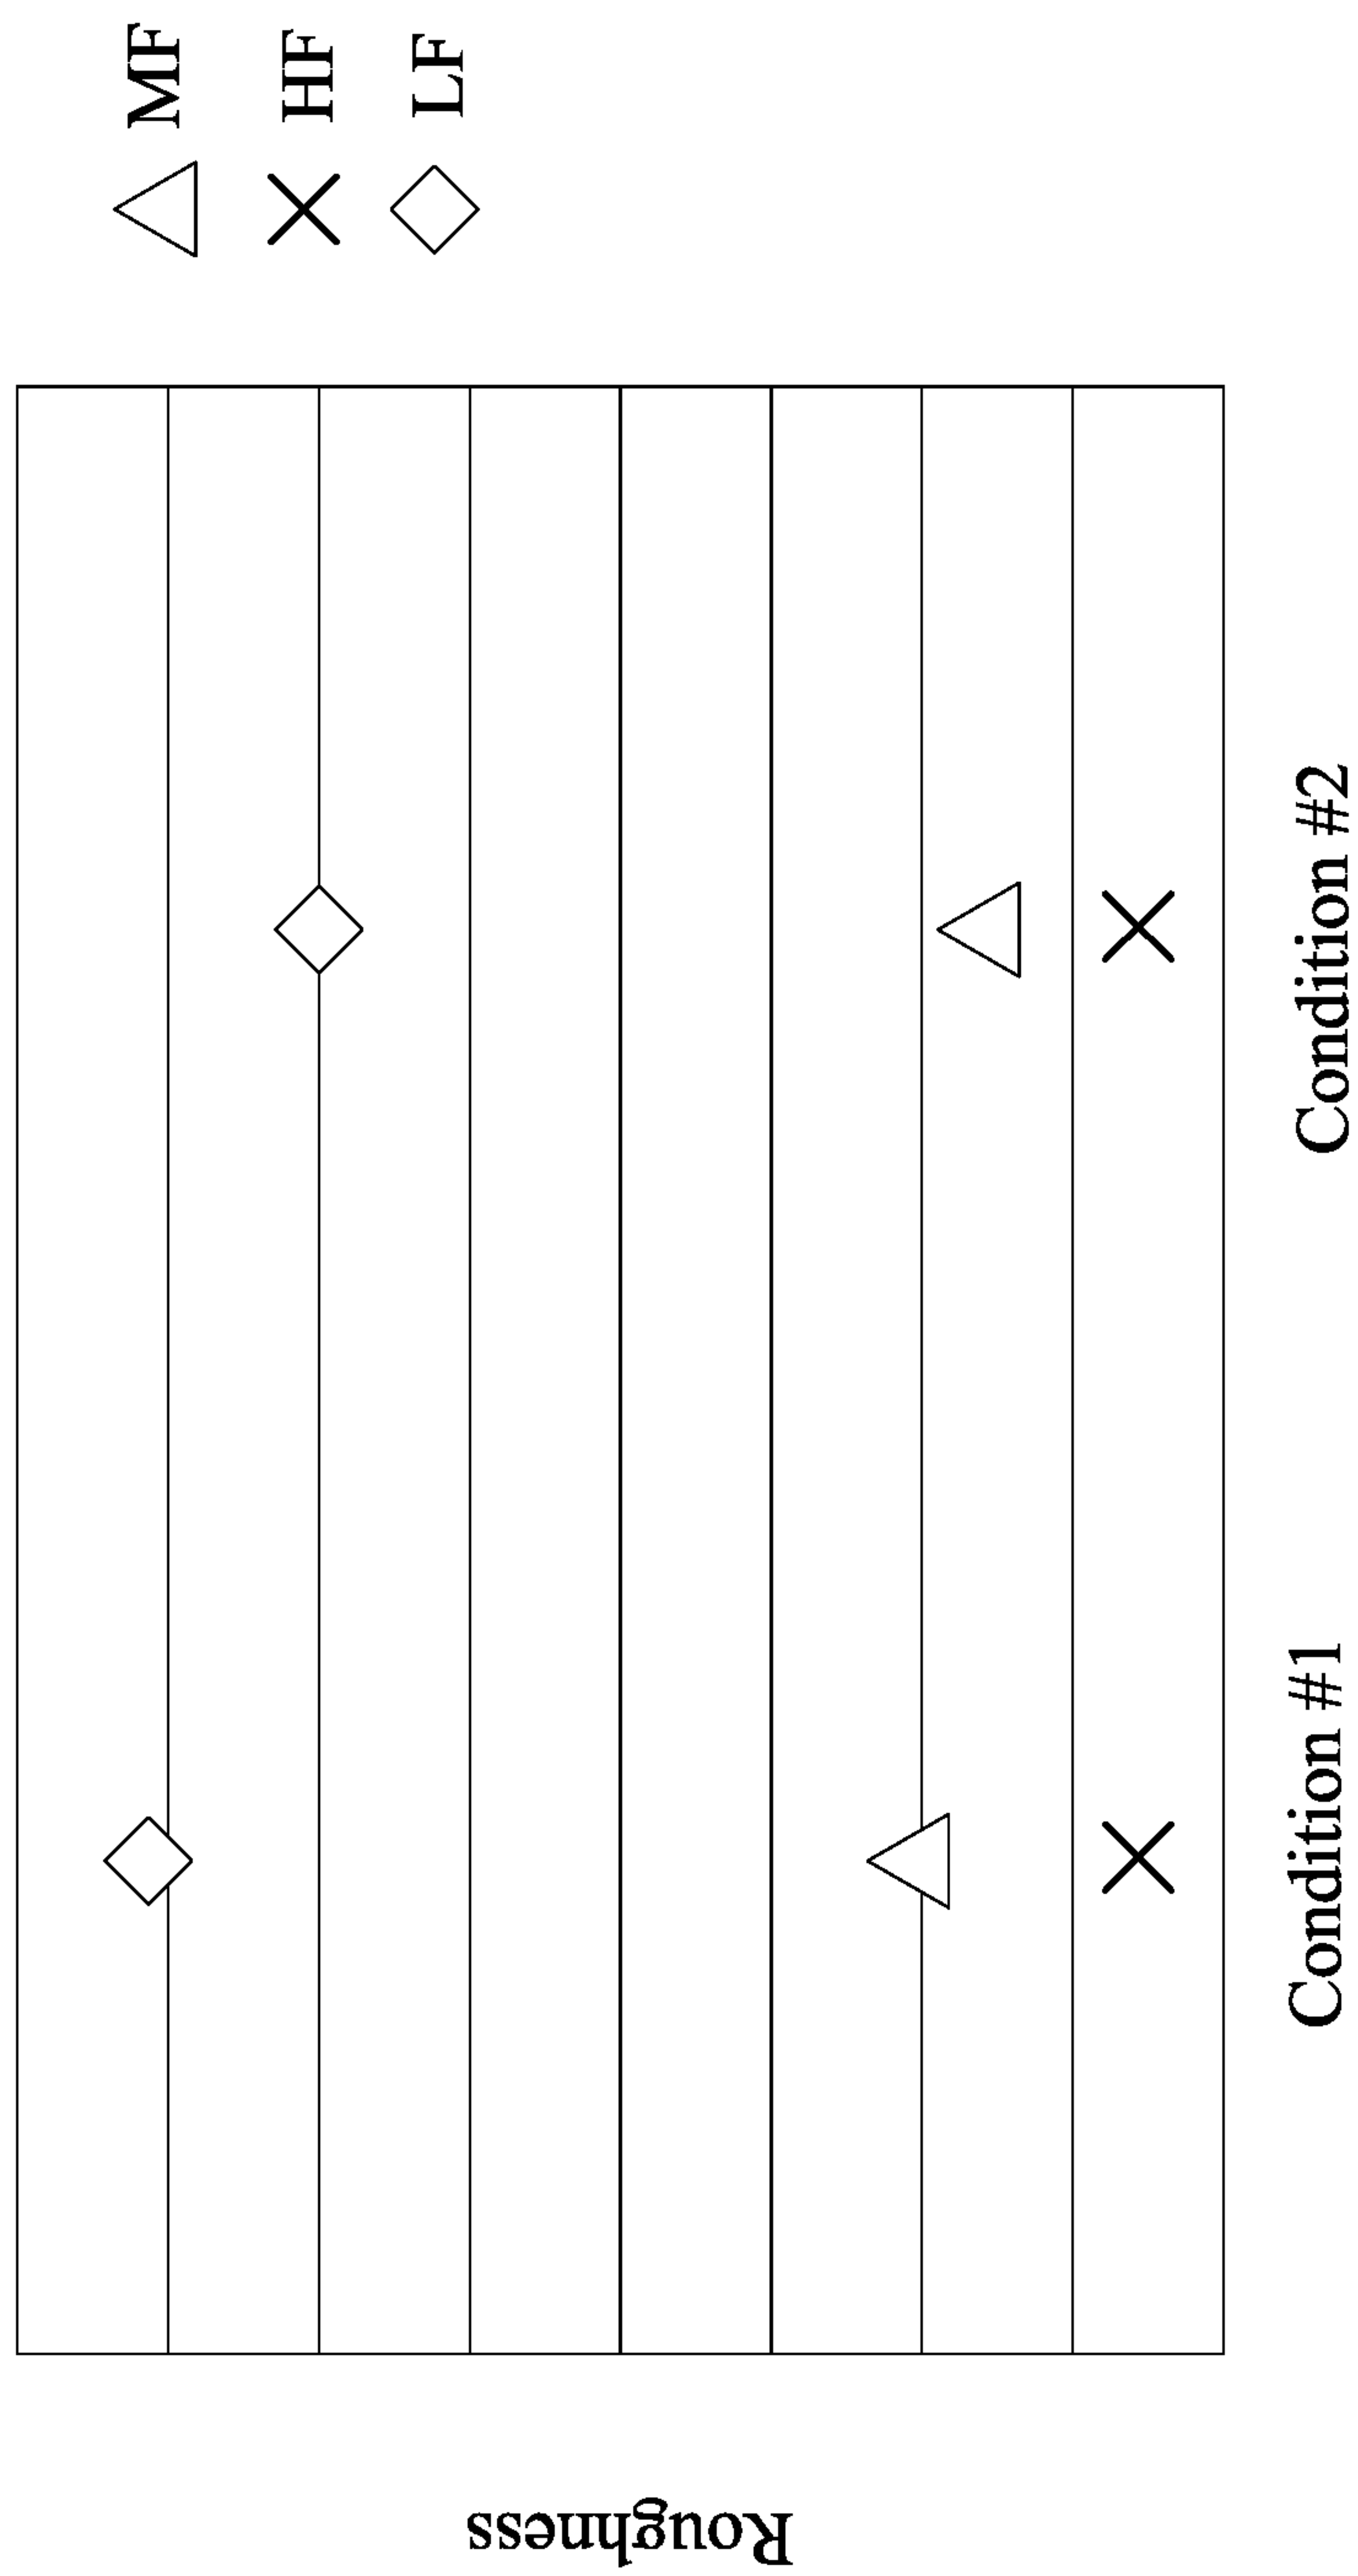 MF
HF
LF
Roughness
Condition #1
Condition #2